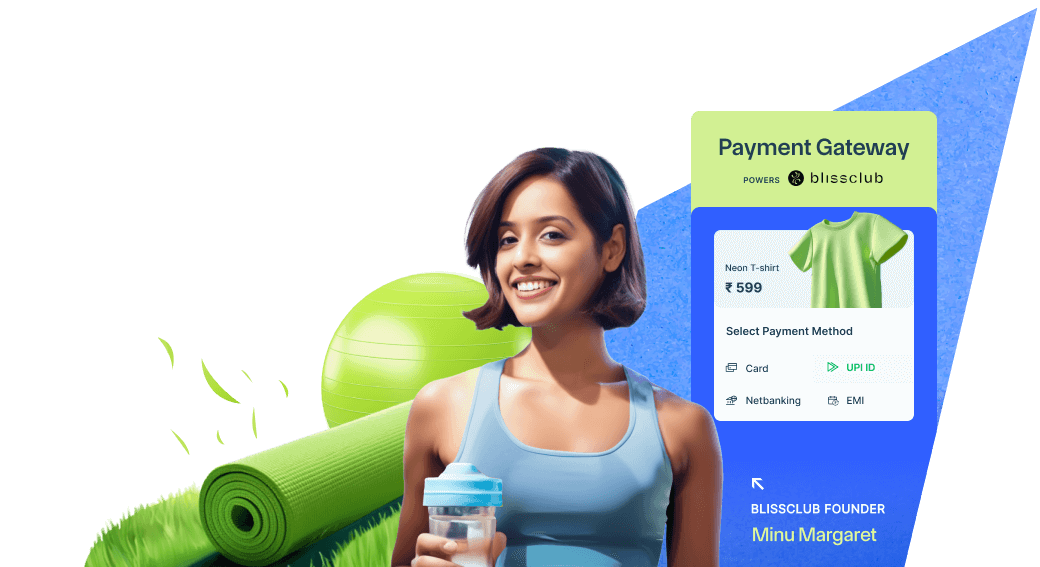 Payment Gateway
POWERS blissclub
Neon T-shirt
₹ 599
Select Payment Method
Card
UPI ID
Netbanking
EMI
BLISSCLUB FOUNDER
Minu Margaret